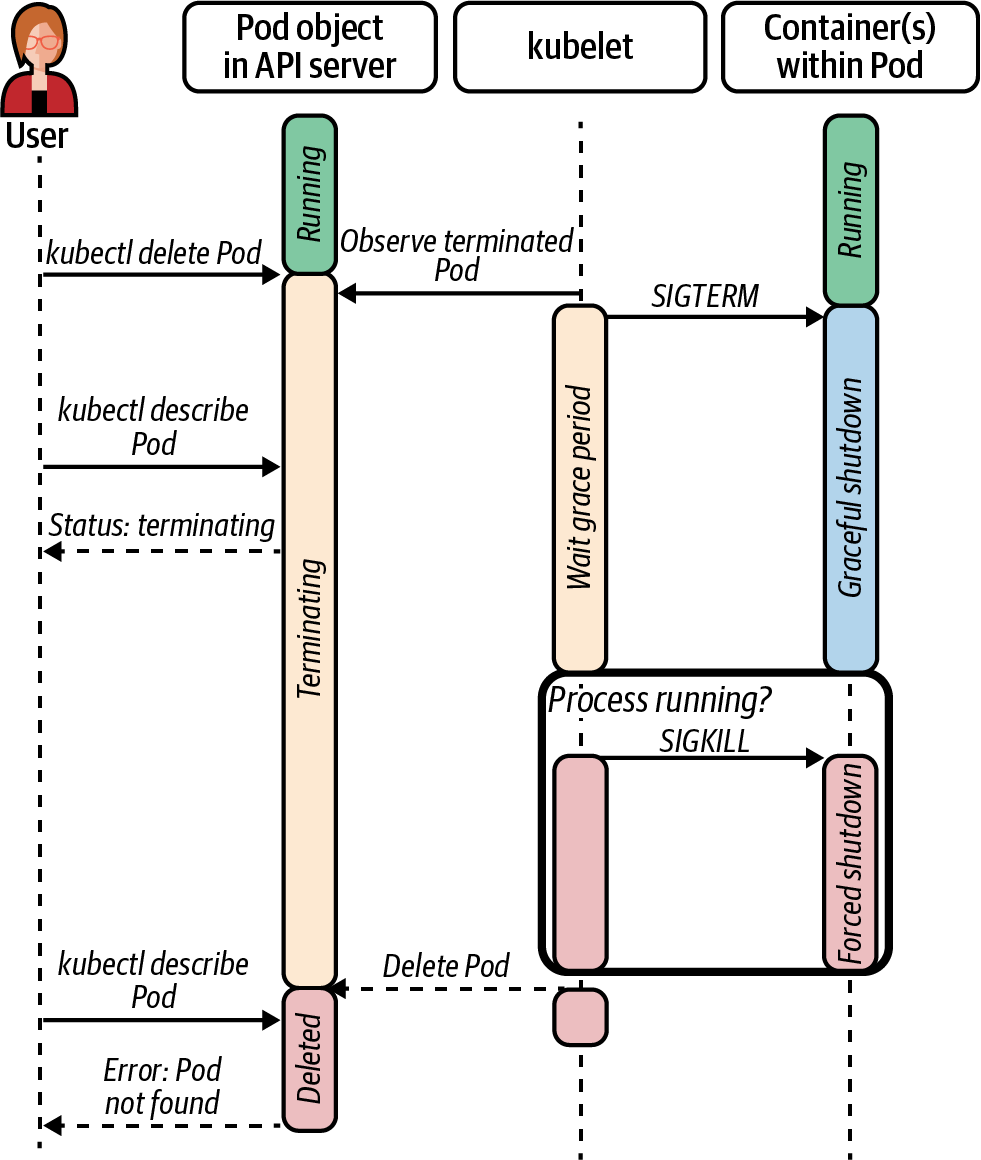 Pod object
in API server
kubelet
Container(s)
within Pod
User
Running
Running
kubectl delete Pod
Observe terminated
Pod
SIGTERM
kubectl describe
Pod
Status: terminating
Terminating
Wait grace period
Graceful shutdown
Process running?
SIGKILL
Forced shutdown
kubectl describe
Pod
Delete Pod
Deleted
Error: Pod
not found